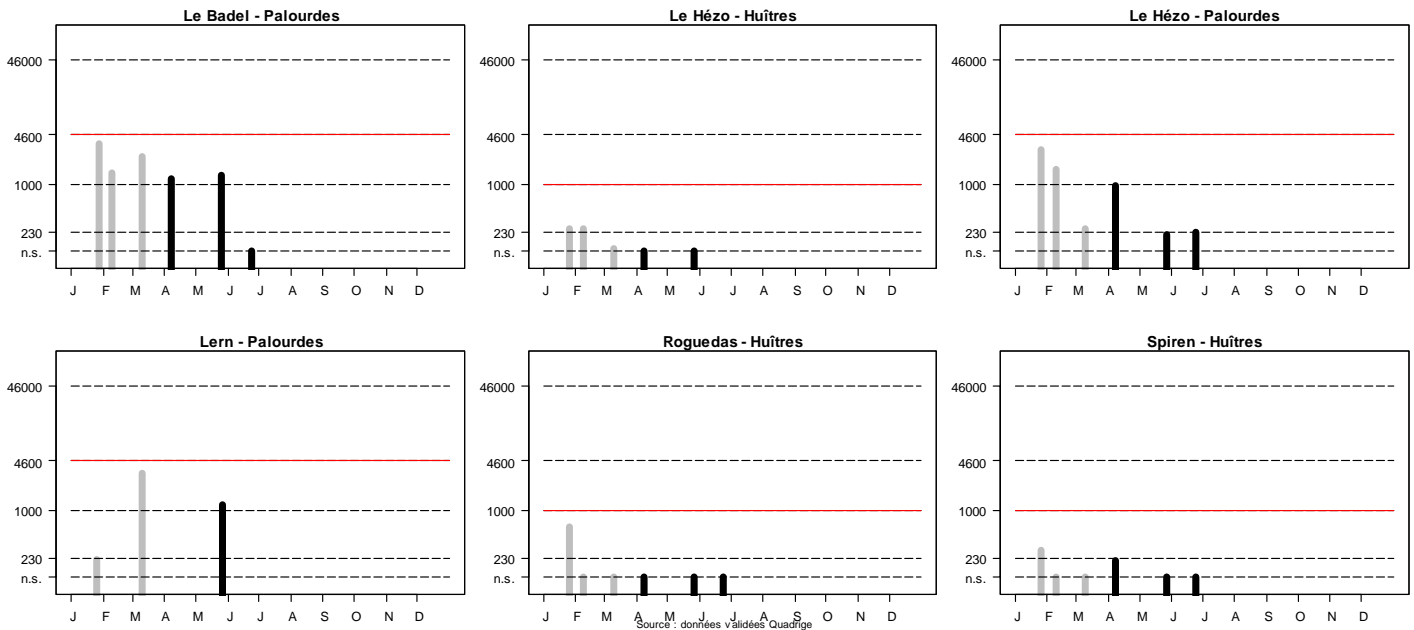 Le Badel - Palourdes
46000
4600
1000
230
n.s.
J F M A M J J A S O N D
Le Hézo - Huîtres
46000
4600
1000
230
n.s.
J F M A M J J A S O N D
Le Hézo - Palourdes
46000
4600
1000
230
n.s.
J F M A M J J A S O N D
Lern - Palourdes
46000
4600
1000
230
n.s.
J F M A M J J A S O N D
Roguedas - Huîtres
46000
4600
1000
230
n.s.
J F M A M J J A S O N D
Spiren - Huîtres
46000
4600
1000
230
n.s.
J F M A M J J A S O N D
Source : données validées Quadrige